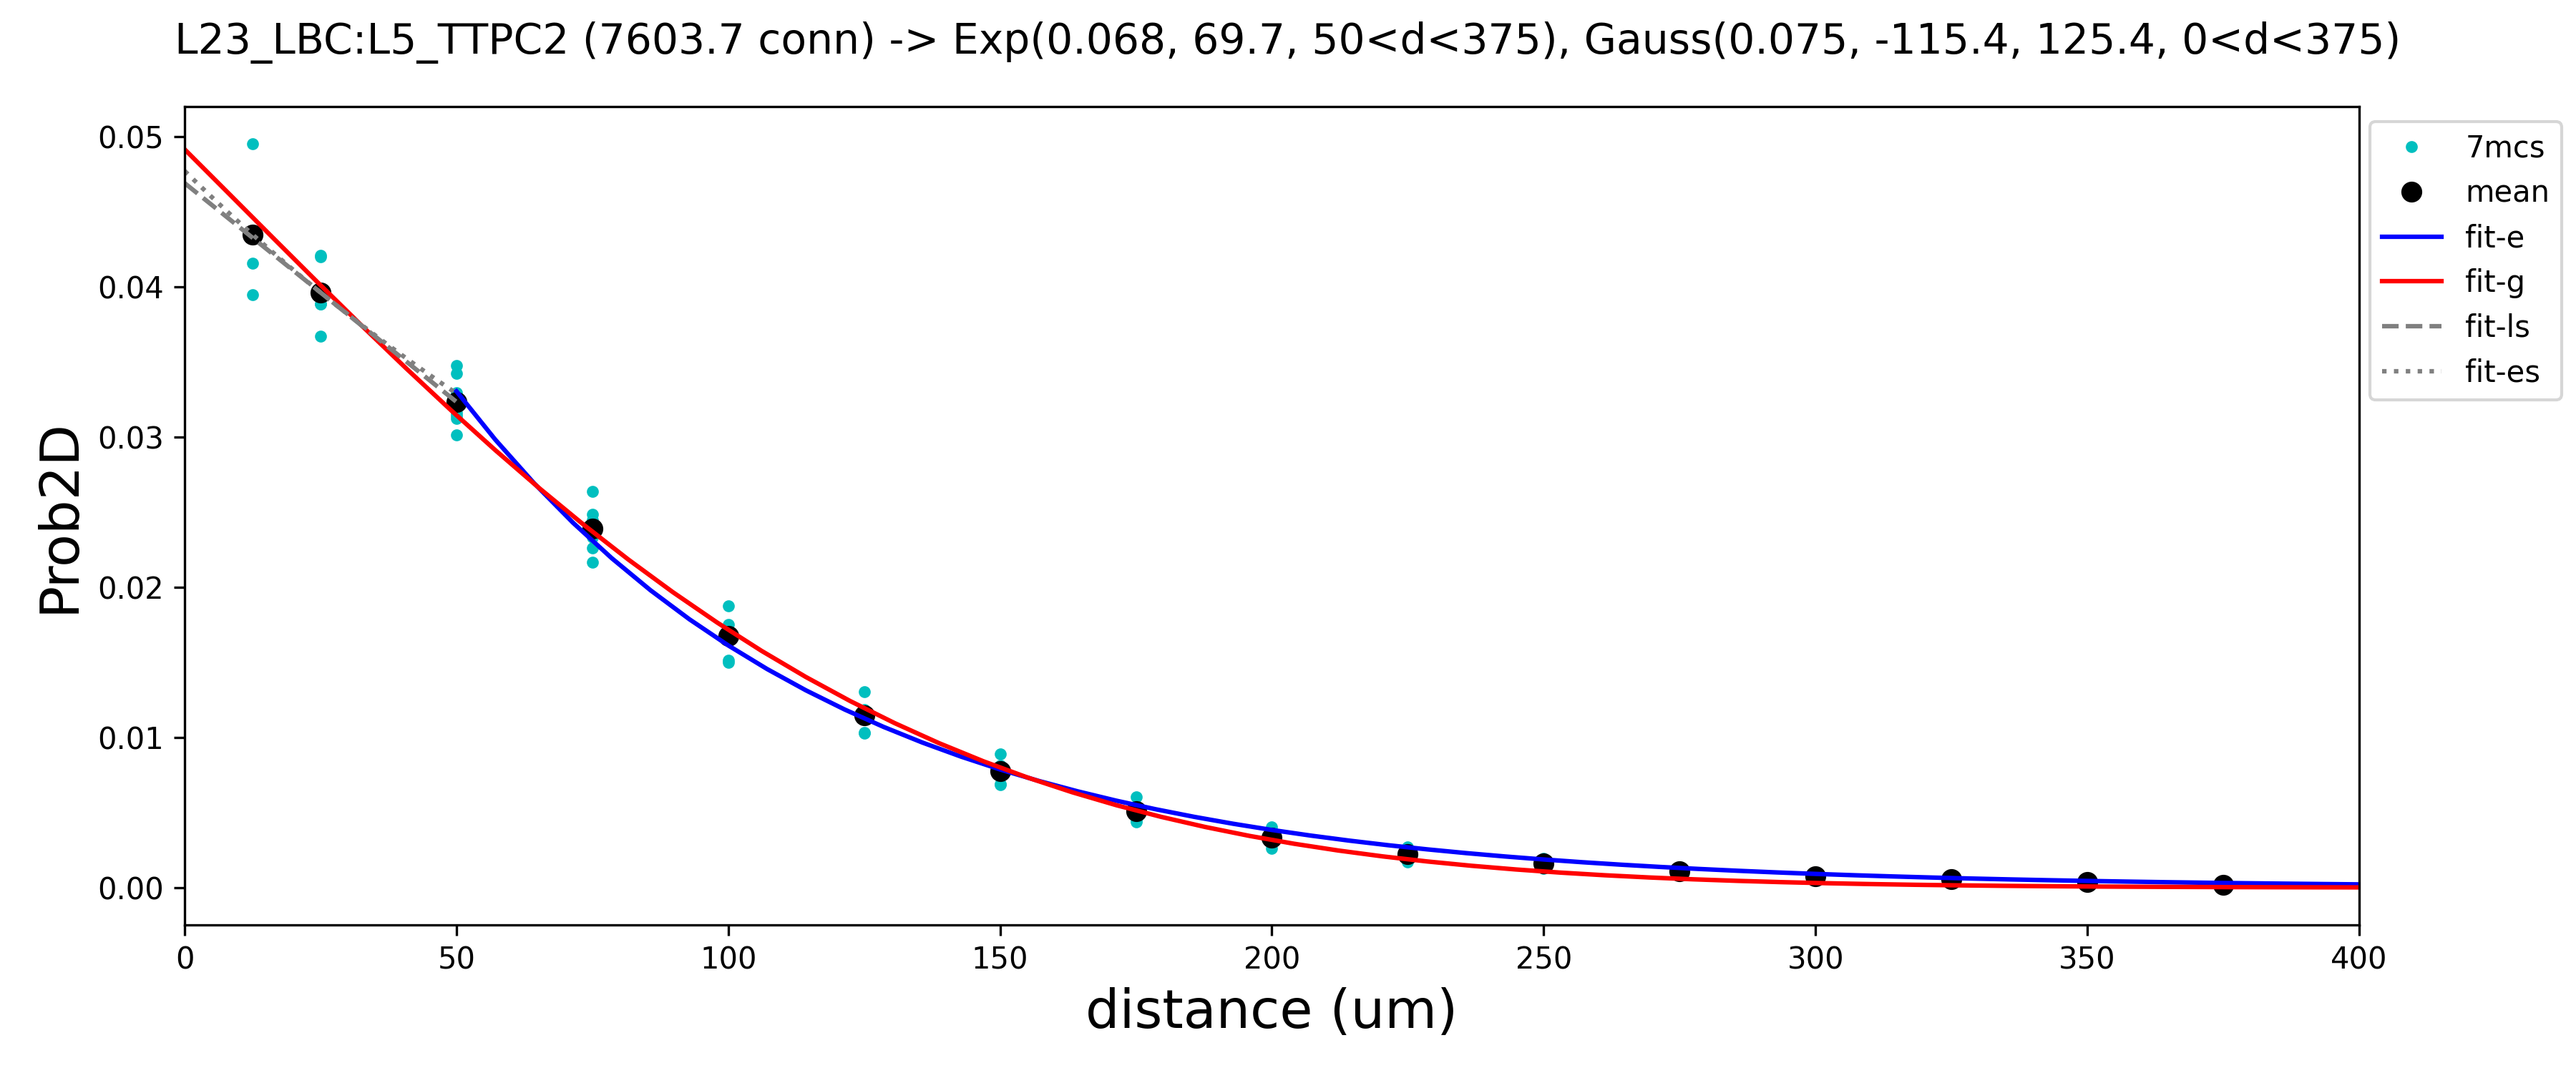 L23_LBC:L5_TTPC2 (7603.7 conn) -> Exp(0.068, 69.7, 50<d<375), Gauss(0.075, -115.4, 125.4, 0<d<375)
0.05
0.04
0.03
0.02
0.01
0.00
Prob2D
0 50 100 150 200 250 300 350 400
distance (um)
7mcs
mean
fit-e
fit-g
fit-ls
fit-es